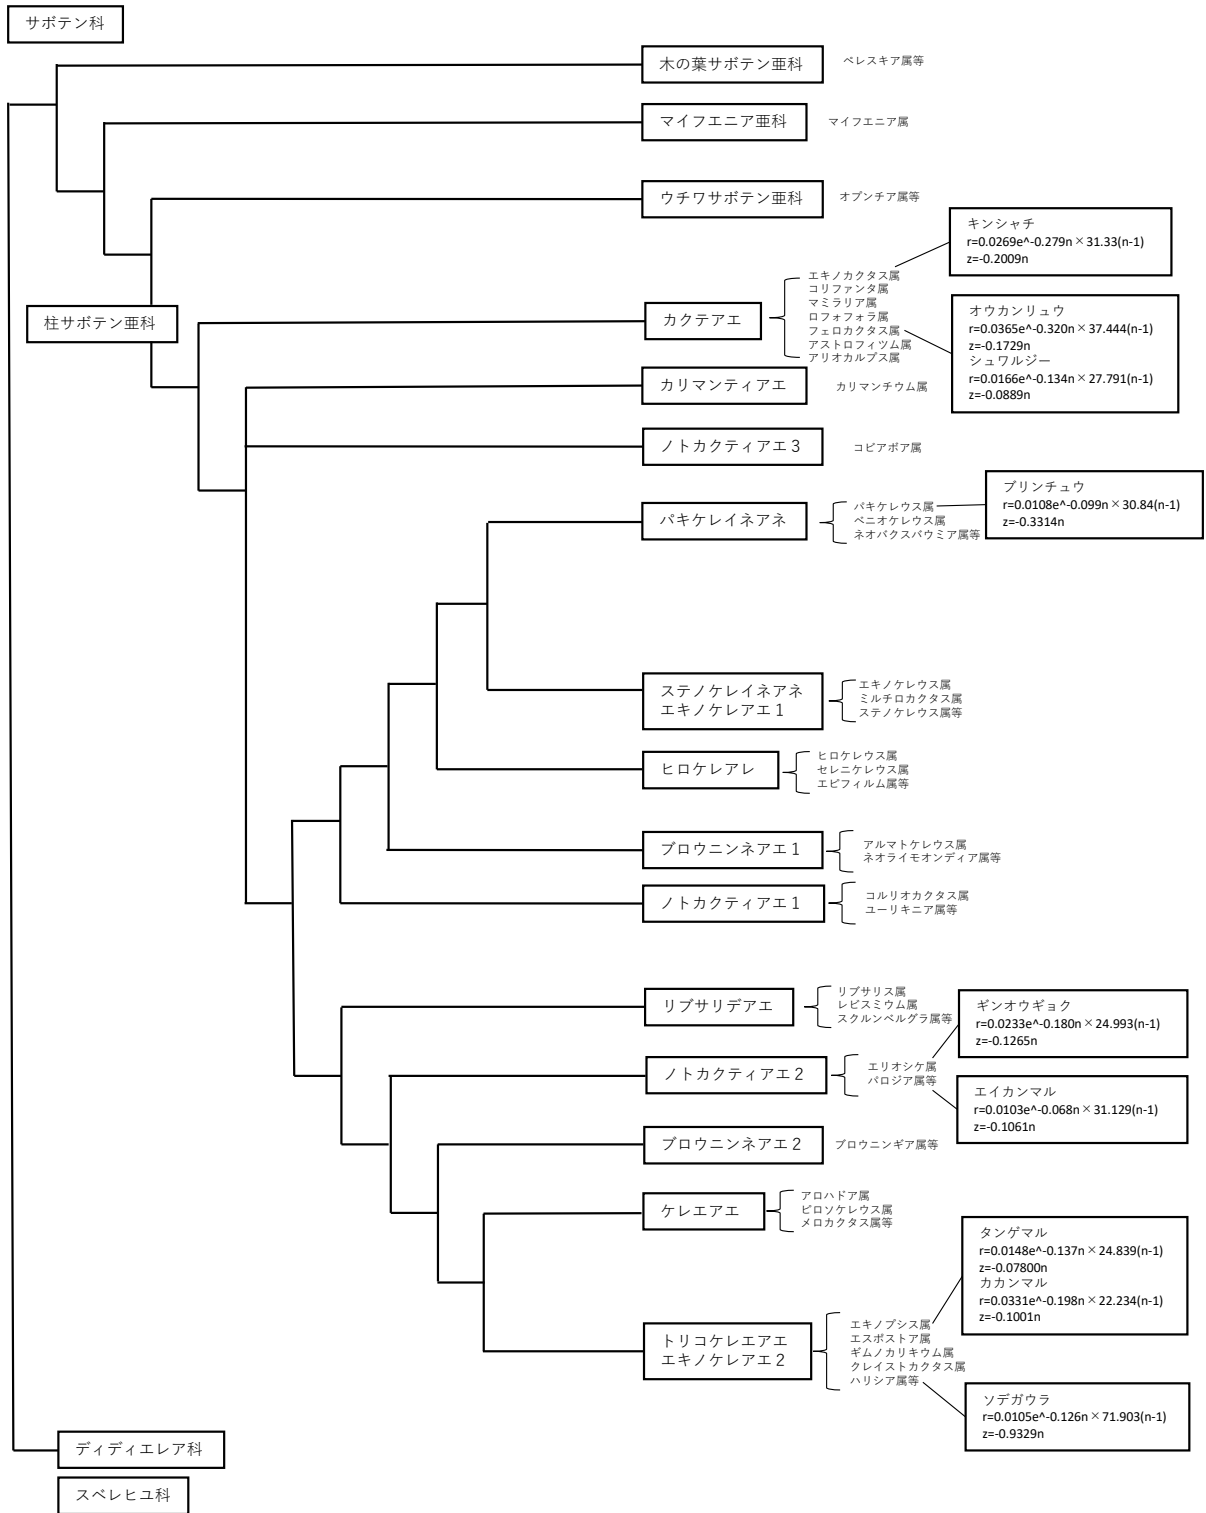 サボテン科
木の葉サボテン亜科
ペレスキア属等
マイフエニア亜科
マイフエニア属
ウチワサボテン亜科
オプンチア属等
キンシャチ
r=0.0269e^-0.279n×31.33(n-1)
z=-0.2009n
柱サボテン亜科
カクテアエ
エキノカクタス属
コリファンタ属
マミラリア属
ロフォフォラ属
フェロカクタス属
アストロフィツム属
アリオカルプス属
オウカンリュウ
r=0.0365e^-0.320n×37.444(n-1)
z=-0.1729n
シュワルジー
r=0.0166e^-0.134n×27.791(n-1)
z=-0.0889n
カリマンティアエ
カリマンチウム属
ノトカクティアエ3
コピアポア属
パキケレイネアネ
パキケレウス属
ペニオケレウス属
ネオバクスバウミア属等
ブリンチュウ
r=0.0108e^-0.099n×30.84(n-1)
z=-0.3314n
ステノケレイネアネ
エキノケレアエ1
エキノケレウス属
ミルチロカクタス属
ステノケレウス属等
ヒロケレアレ
ヒロケレウス属
セレニケレウス属
エピフィルム属等
ブロウニンネアエ1
アルマトケレウス属
ネオライモオンディア属等
ノトカクティアエ1
コルリオカクタス属
ユーリキニア属等
リブサリデアエ
リプサリス属
レピスミウム属
スクルンベルグラ属等
ギンオウギョク
r=0.0233e^-0.180n×24.993(n-1)
z=-0.1265n
ノトカクティアエ2
エリオシケ属
パロジア属等
エイカンマル
r=0.0103e^-0.068n×31.129(n-1)
z=-0.1061n
ブロウニンネアエ2
ブロウニンギア属等
ケレエアエ
アロハドア属
ピロソケレウス属
メロカクタス属等
タンゲマル
r=0.0148e^-0.137n×24.839(n-1)
z=-0.07800n
カカンマル
r=0.0331e^-0.198n×22.234(n-1)
z=-0.1001n
トリコケレエアエ
エキノケレアエ2
エキノプシス属
エスポストア属
ギムノカリキウム属
クレイストカクタス属
ハリシア属等
ソデガウラ
r=0.0105e^-0.126n×71.903(n-1)
z=-0.9329n
ディディエレア科
スベレヒユ科